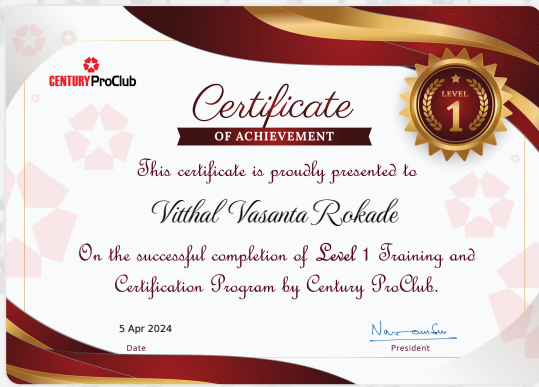 CENTURY ProClub
Certificate
OF ACHIEVEMENT
LEVEL
1
This certificate is proudly presented to
Vitthal Vasanta Rokade
On the successful completion of Level 1 Training and
Certification Program by Century ProClub.
5 Apr 2024
Date
President